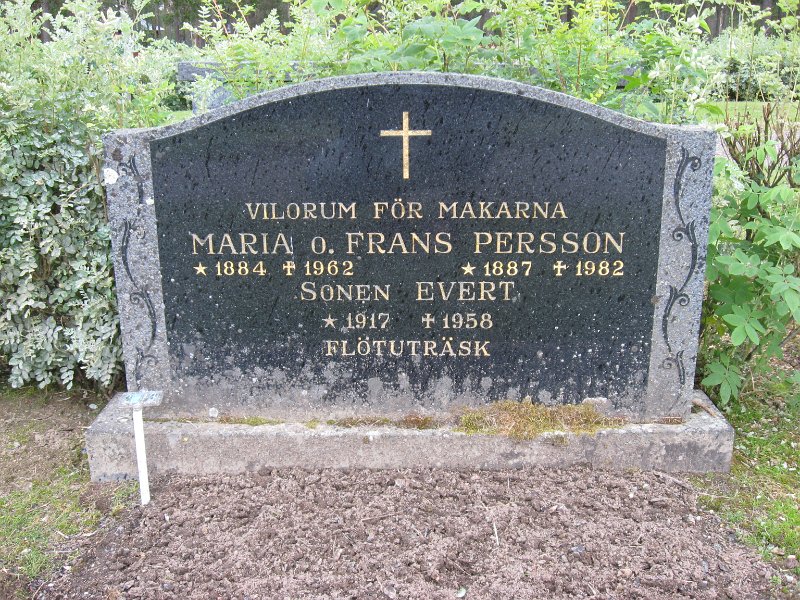 VILORUM FÖR MAKARNA
MARIA o. FRANS PERSSON
★ 1884 ✝ 1962 ★ 1887 ✝ 1982
SONEN EVERT
★ 1917 ✝ 1958
FLÖTUTRÄSK